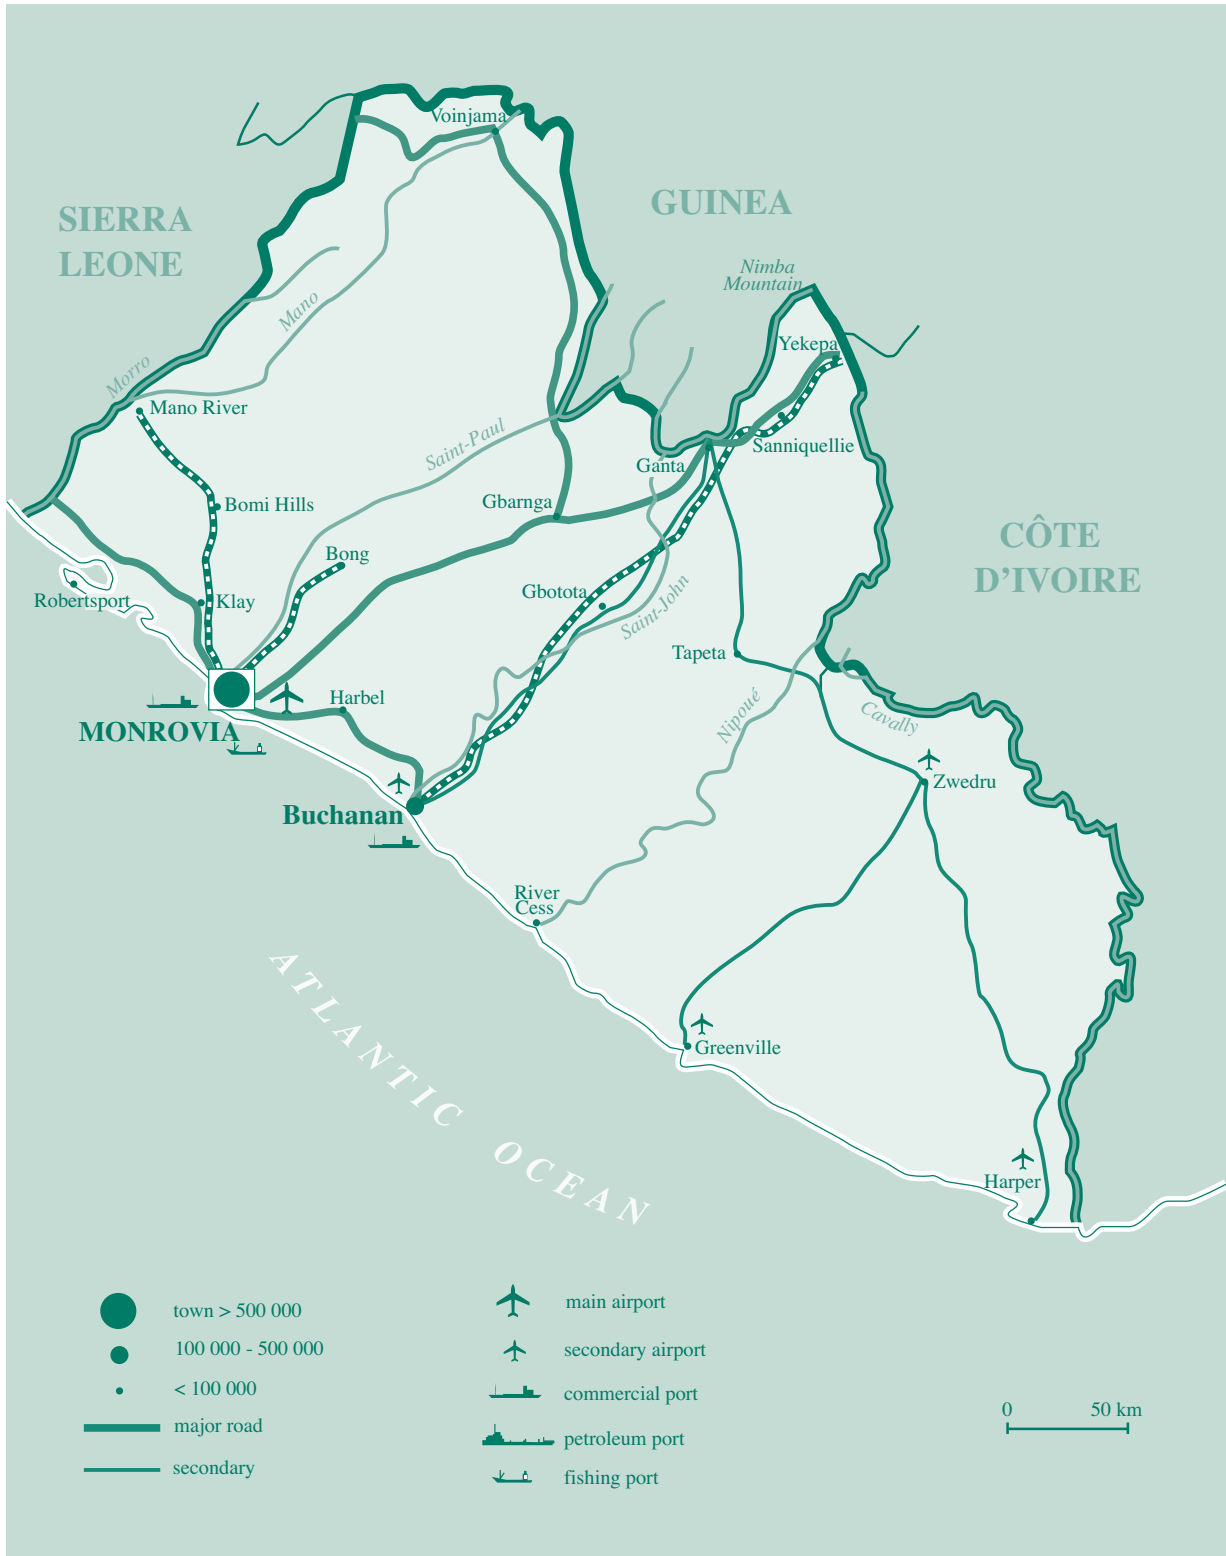 Voinjama
SIERRA
LEONE
GUINEA
Nimba
Mountain
Mano
Yekepa
Morro
Mano River
Saint-Paul
Sanniquellie
Ganta
Bomi Hills
Gbarnga
CÔTE
D'IVOIRE
Bong
Robertsport
Klay
Gbotota
Saint-John
Tapeta
Harbel
Nipoué
Cavally
MONROVIA
Zwedru
Buchanan
River
Cess
ATLANTIC OCEAN
Greenville
Harper
town > 500 000
100 000 - 500 000
< 100 000
major road
secondary
main airport
secondary airport
commercial port
petroleum port
fishing port
0 50 km